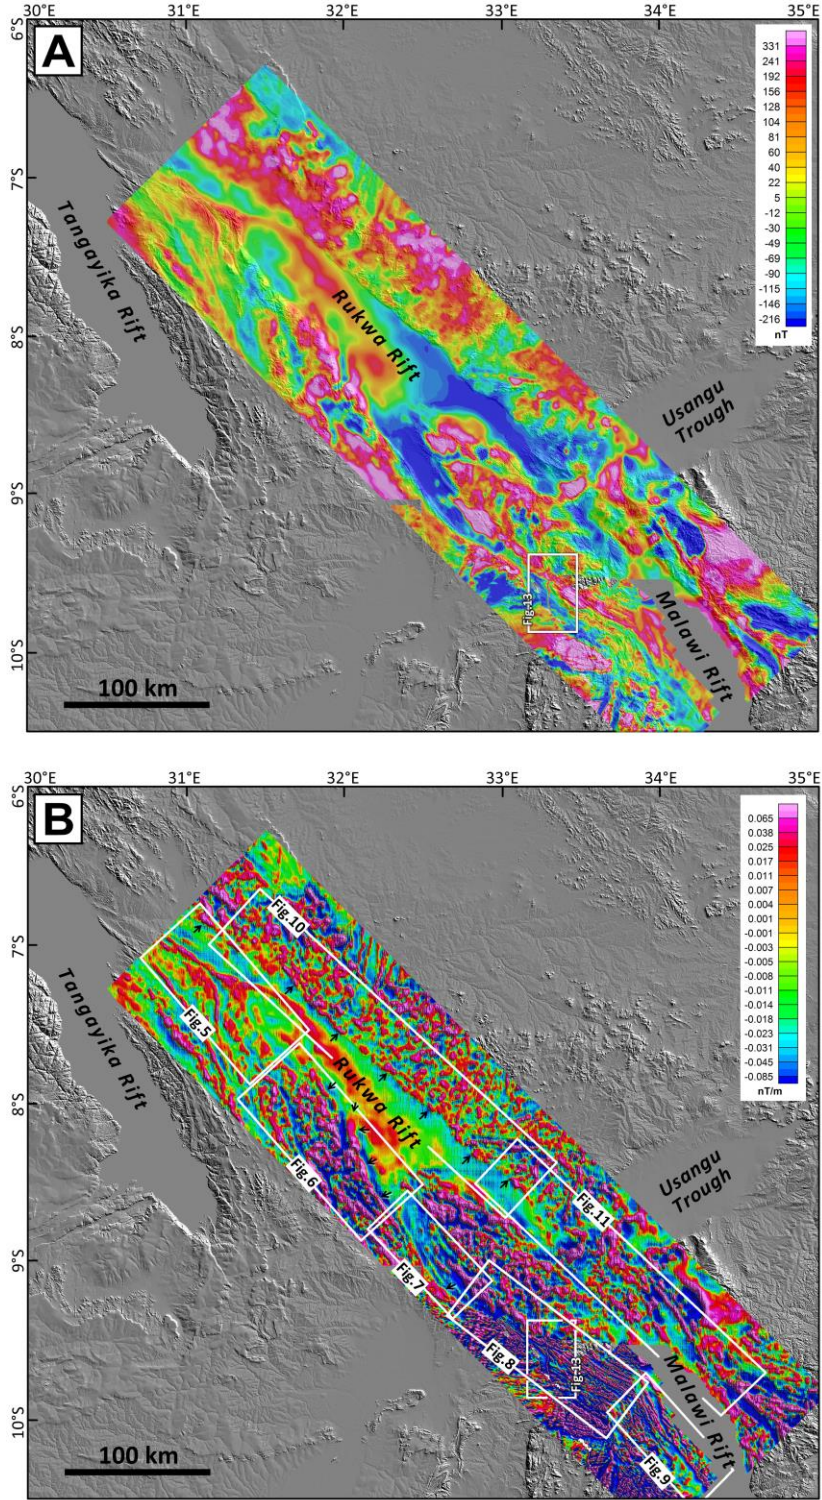 30°E 31°E 32°E 33°E 34°E 35°E
6°S
A
331
241
192
156
128
104
81
60
40
22
5
-12
-30
-49
-69
-90
-115
-146
-216
nT
7°S
Tangayika Rift
8°S
Rukwa Rift
Usangu
Trough
9°S
Fig.13
Malawi Rift
10°S
100 km
30°E 31°E 32°E 33°E 34°E 35°E
6°S
B
0.065
0.038
0.025
0.017
0.011
0.007
0.004
0.001
-0.003
-0.005
-0.008
-0.011
-0.014
-0.018
-0.023
-0.031
-0.045
-0.085
nT/m
7°S
Fig.10
Tangayika Rift
Fig.5
Rukwa Rift
8°S
Fig.6
Usangu
Trough
Fig.11
9°S
Fig.7
Fig.8
Fig.13
Malawi Rift
10°S
100 km
Fig.9